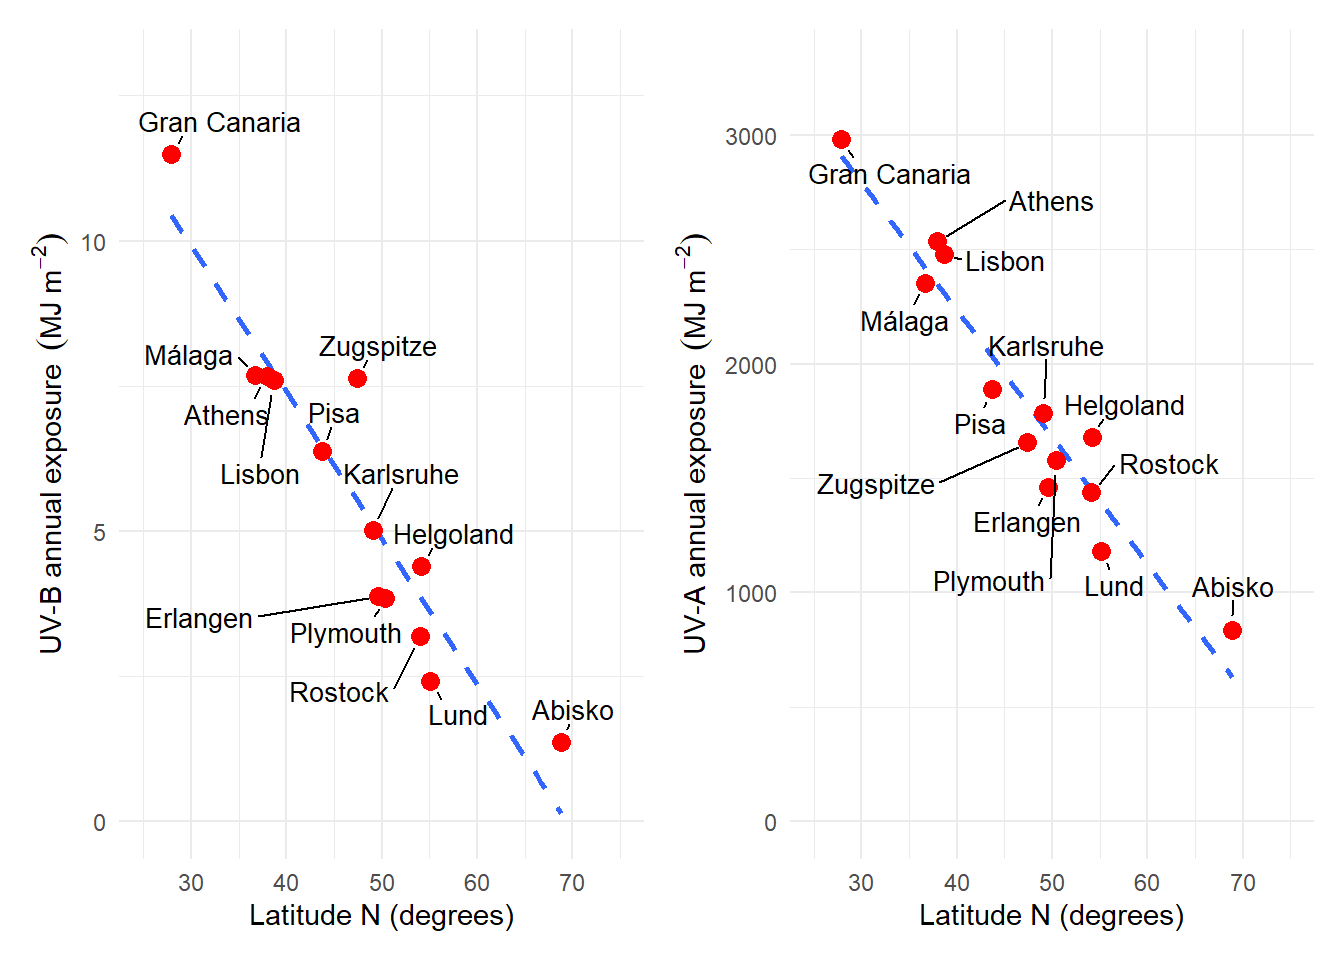 Gran Canaria
Málaga
Zugspitze
Athens
Pisa
Lisbon
Karlsruhe
Helgoland
Erlangen
Plymouth
Rostock
Lund
Abisko
10
5
0
30 40 50 60 70
Latitude N (degrees)
UV-B annual exposure (MJ m⁻²)
Gran Canaria
Athens
Lisbon
Málaga
Karlsruhe
Pisa
Helgoland
Zugspitze
Rostock
Erlangen
Plymouth
Lund
Abisko
3000
2000
1000
0
30 40 50 60 70
Latitude N (degrees)
UV-A annual exposure (MJ m⁻²)